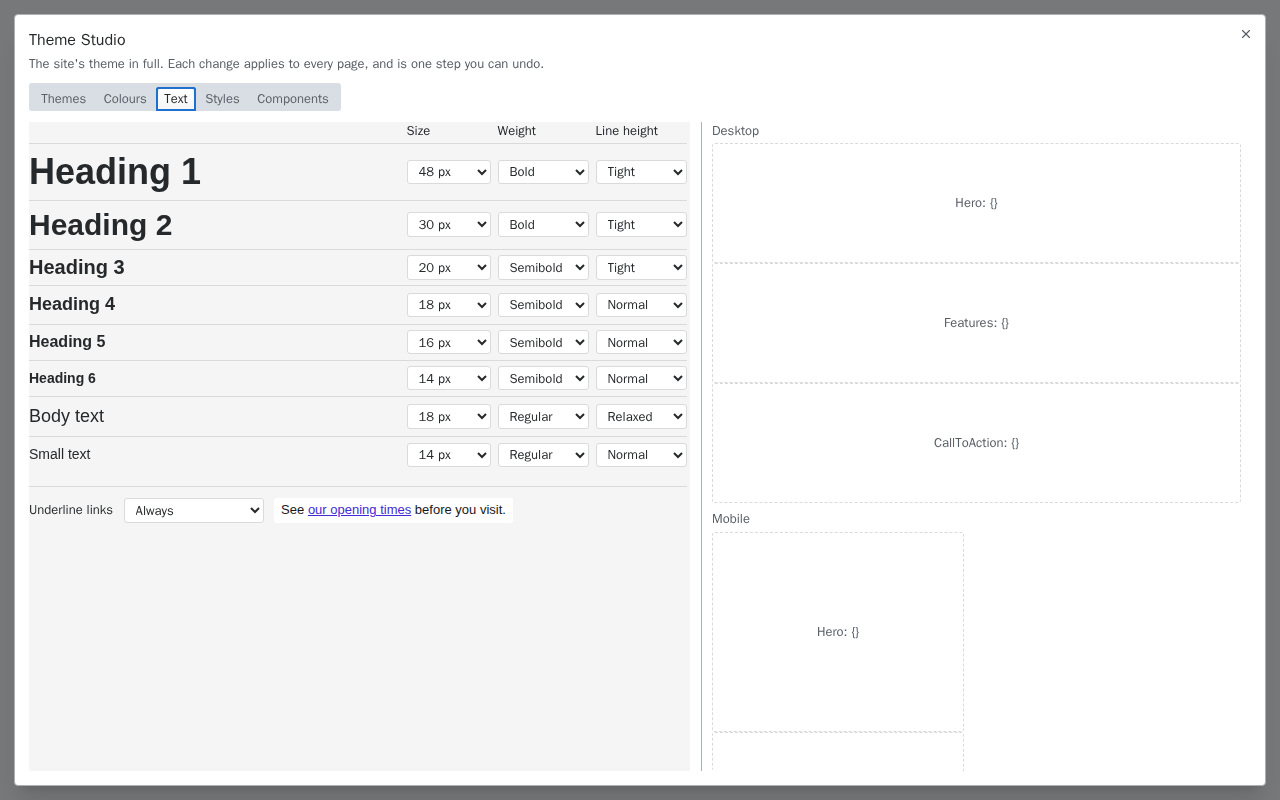 Theme Studio
The site's theme in full. Each change applies to every page, and is one step you can undo.
Themes Colours Text Styles Components
Size Weight Line height
Heading 1 48 px Bold Tight
Heading 2 30 px Bold Tight
Heading 3 20 px Semibold Tight
Heading 4 18 px Semibold Normal
Heading 5 16 px Semibold Normal
Heading 6 14 px Semibold Normal
Body text 18 px Regular Relaxed
Small text 14 px Regular Normal
Underline links Always See our opening times before you visit.
Desktop
Hero: {}
Features: {}
CallToAction: {}
Mobile
Hero: {}